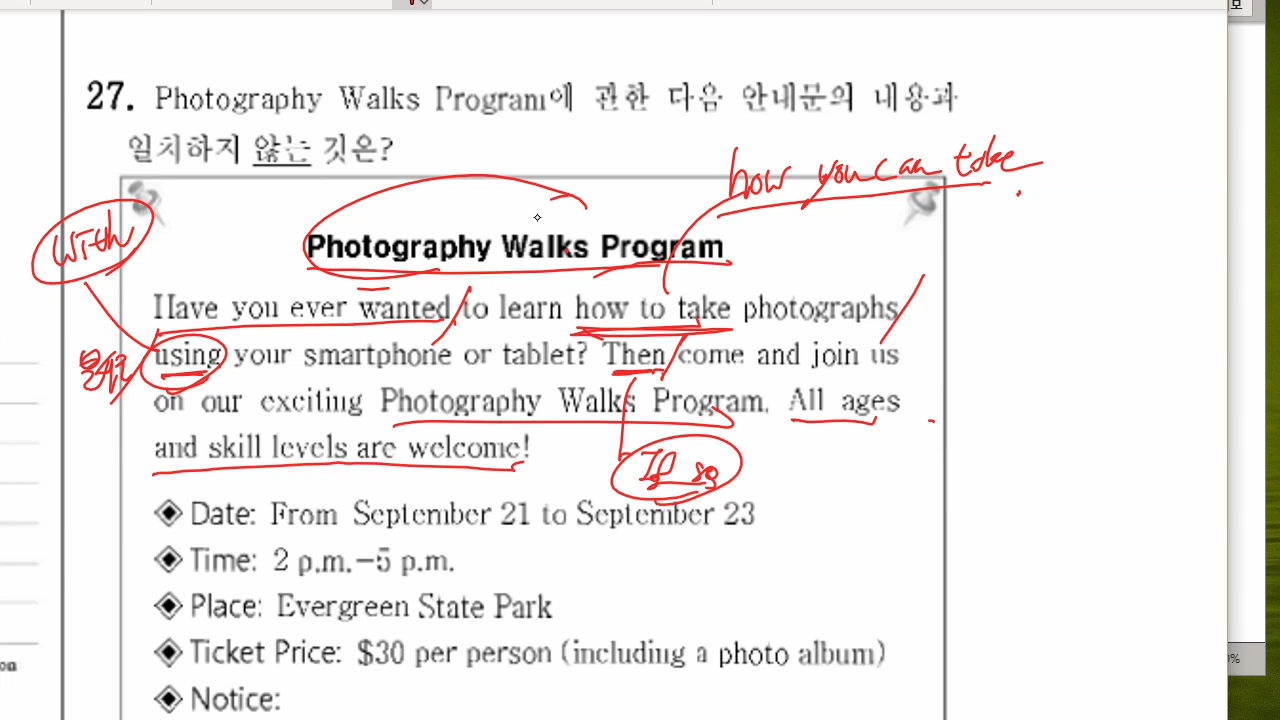 27. Photography Walks Program에 관한 다음 안내문의 내용과
일치하지 않는 것은?
how you can take
with
Photography Walks Program
Have you ever wanted to learn how to take photographs
using your smartphone or tablet? Then come and join us
on our exciting Photography Walks Program. All ages
and skill levels are welcome!
If so
◈ Date: From September 21 to September 23
◈ Time: 2 p.m.－5 p.m.
◈ Place: Evergreen State Park
◈ Ticket Price: $30 per person (including a photo album)
on
◈ Notice: